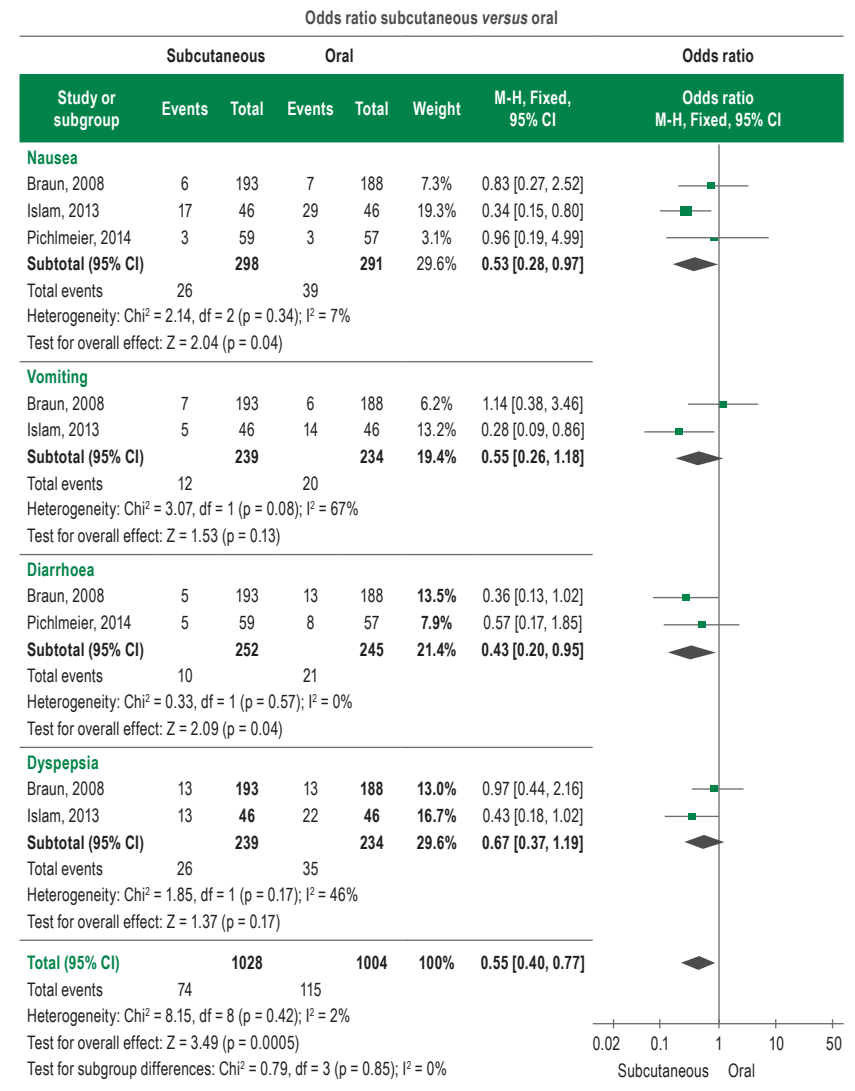 Odds ratio subcutaneous versus oral
Subcutaneous Oral Odds ratio
Study or subgroup Events Total Events Total Weight M-H, Fixed, 95% CI Odds ratio M-H, Fixed, 95% CI
Nausea
Braun, 2008 6 193 7 188 7.3% 0.83 [0.27, 2.52]
Islam, 2013 17 46 29 46 19.3% 0.34 [0.15, 0.80]
Pichlmeier, 2014 3 59 3 57 3.1% 0.96 [0.19, 4.99]
Subtotal (95% CI) 298 291 29.6% 0.53 [0.28, 0.97]
Total events 26 39
Heterogeneity: Chi² = 2.14, df = 2 (p = 0.34); I² = 7%
Test for overall effect: Z = 2.04 (p = 0.04)
Vomiting
Braun, 2008 7 193 6 188 6.2% 1.14 [0.38, 3.46]
Islam, 2013 5 46 14 46 13.2% 0.28 [0.09, 0.86]
Subtotal (95% CI) 239 234 19.4% 0.55 [0.26, 1.18]
Total events 12 20
Heterogeneity: Chi² = 3.07, df = 1 (p = 0.08); I² = 67%
Test for overall effect: Z = 1.53 (p = 0.13)
Diarrhoea
Braun, 2008 5 193 13 188 13.5% 0.36 [0.13, 1.02]
Pichlmeier, 2014 5 59 8 57 7.9% 0.57 [0.17, 1.85]
Subtotal (95% CI) 252 245 21.4% 0.43 [0.20, 0.95]
Total events 10 21
Heterogeneity: Chi² = 0.33, df = 1 (p = 0.57); I² = 0%
Test for overall effect: Z = 2.09 (p = 0.04)
Dyspepsia
Braun, 2008 13 193 13 188 13.0% 0.97 [0.44, 2.16]
Islam, 2013 13 46 22 46 16.7% 0.43 [0.18, 1.02]
Subtotal (95% CI) 239 234 29.6% 0.67 [0.37, 1.19]
Total events 26 35
Heterogeneity: Chi² = 1.85, df = 1 (p = 0.17); I² = 46%
Test for overall effect: Z = 1.37 (p = 0.17)
Total (95% CI) 1028 1004 100% 0.55 [0.40, 0.77]
Total events 74 115
Heterogeneity: Chi² = 8.15, df = 8 (p = 0.42); I² = 2%
Test for overall effect: Z = 3.49 (p = 0.0005)
Test for subgroup differences: Chi² = 0.79, df = 3 (p = 0.85); I² = 0%
0.02 0.1 1 10 50
Subcutaneous Oral